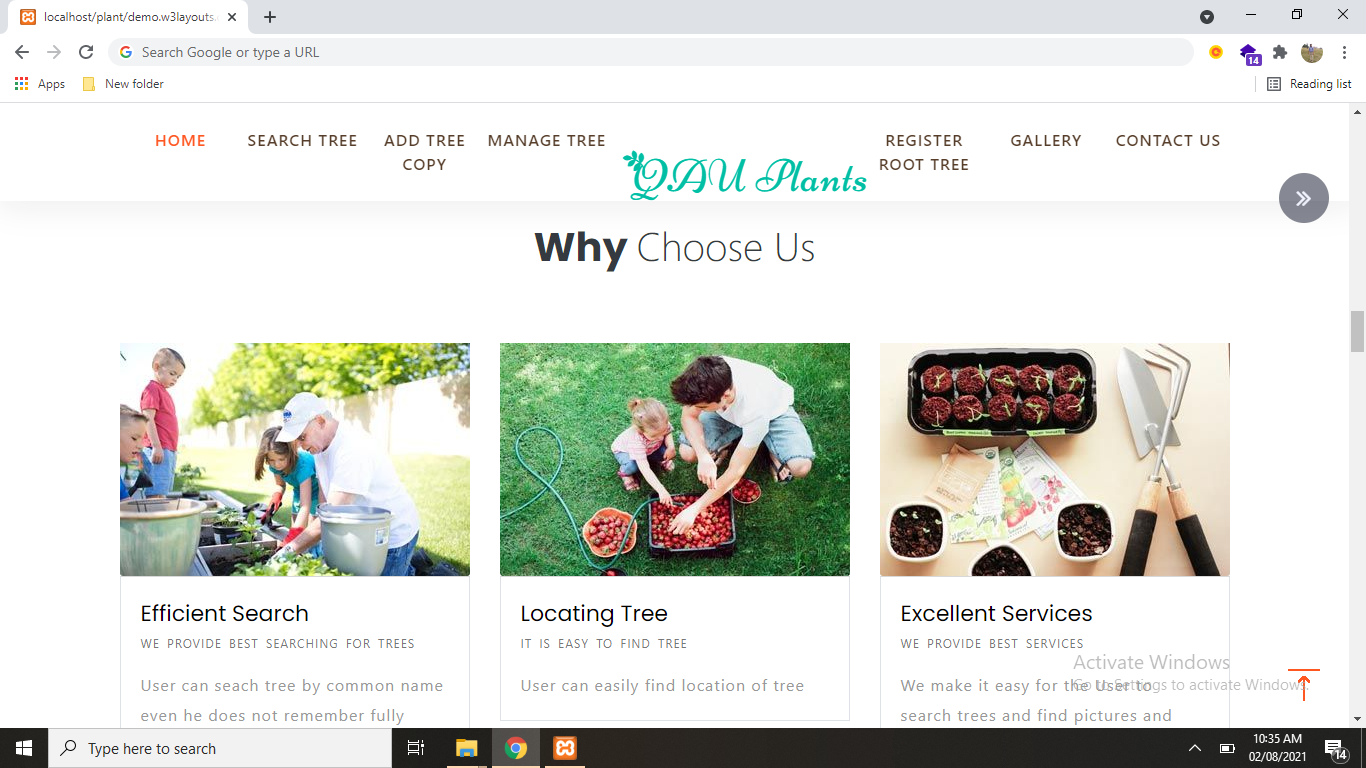 localhost/plant/demo.w3layouts.
Search Google or type a URL
14
Apps
New folder
Reading list
HOME
SEARCH TREE
ADD TREE
COPY
MANAGE TREE
QAU Plants
REGISTER
ROOT TREE
GALLERY
CONTACT US
Why Choose Us
Efficient Search
WE PROVIDE BEST SEARCHING FOR TREES
User can seach tree by common name
even he does not remember fully
Locating Tree
IT IS EASY TO FIND TREE
User can easily find location of tree
Excellent Services
WE PROVIDE BEST SERVICES
We make it easy for the user to
search trees and find pictures and
Activate Windows
Go to Settings to activate Windows.
Type here to search
10:35 AM
02/08/2021
14